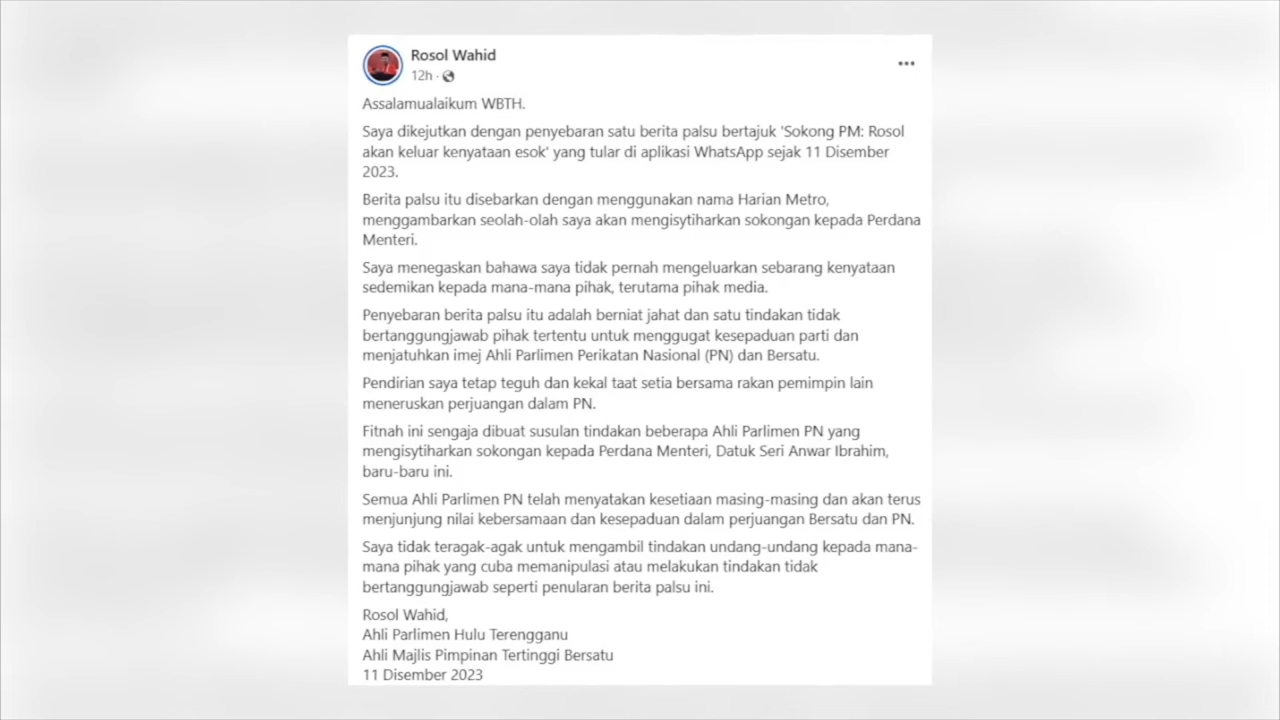 Rosol Wahid
12h ·
Assalamualaikum WBTH.
Saya dikejutkan dengan penyebaran satu berita palsu bertajuk 'Sokong PM: Rosol
akan keluar kenyataan esok' yang tular di aplikasi WhatsApp sejak 11 Disember
2023.
Berita palsu itu disebarkan dengan menggunakan nama Harian Metro,
menggambarkan seolah-olah saya akan mengisytiharkan sokongan kepada Perdana
Menteri.
Saya menegaskan bahawa saya tidak pernah mengeluarkan sebarang kenyataan
sedemikan kepada mana-mana pihak, terutama pihak media.
Penyebaran berita palsu itu adalah berniat jahat dan satu tindakan tidak
bertanggungjawab pihak tertentu untuk menggugat kesepaduan parti dan
menjatuhkan imej Ahli Parlimen Perikatan Nasional (PN) dan Bersatu.
Pendirian saya tetap teguh dan kekal taat setia bersama rakan pemimpin lain
meneruskan perjuangan dalam PN.
Fitnah ini sengaja dibuat susulan tindakan beberapa Ahli Parlimen PN yang
mengisytiharkan sokongan kepada Perdana Menteri, Datuk Seri Anwar Ibrahim,
baru-baru ini.
Semua Ahli Parlimen PN telah menyatakan kesetiaan masing-masing dan akan terus
menjunjung nilai kebersamaan dan kesepaduan dalam perjuangan Bersatu dan PN.
Saya tidak teragak-agak untuk mengambil tindakan undang-undang kepada mana-
mana pihak yang cuba memanipulasi atau melakukan tindakan tidak
bertanggungjawab seperti penularan berita palsu ini.
Rosol Wahid,
Ahli Parlimen Hulu Terengganu
Ahli Majlis Pimpinan Tertinggi Bersatu
11 Disember 2023